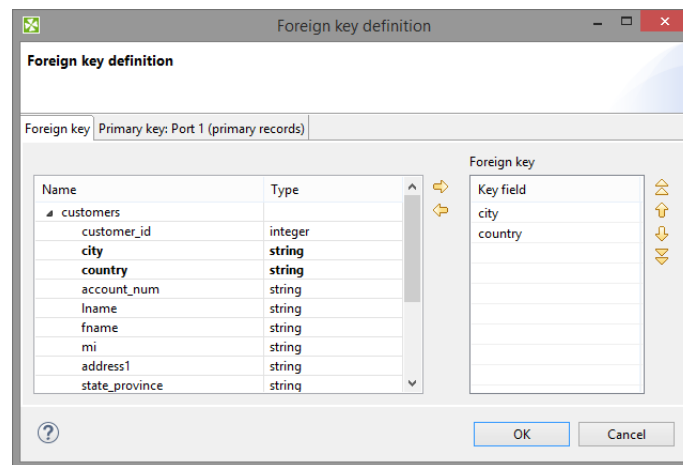 Foreign key definition
Foreign key definition
Foreign key Primary key: Port 1 (primary records)
Foreign key
Name Type Key field
customers city
customer_id integer country
city string
country string
account_num string
lname string
fname string
mi string
address1 string
state_province string
? OK Cancel